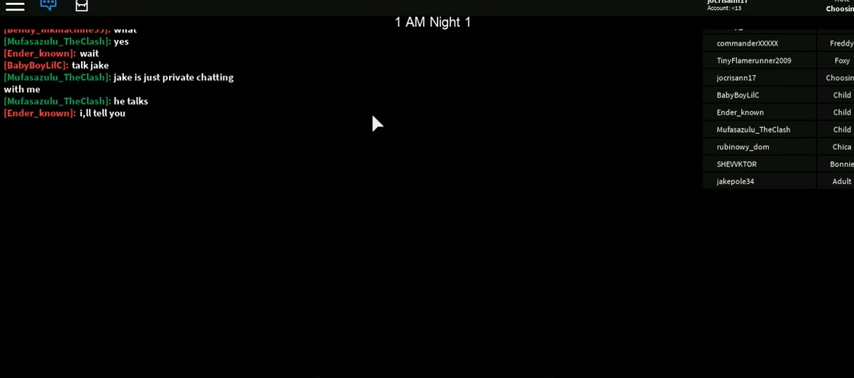 jocrisann17
Account: <13
Choosin
1 AM Night 1
[Bendy_inkmachine55]: what
[Mufasazulu_TheClash]: yes
[Ender_known]: wait
[BabyBoyLilC]: talk jake
[Mufasazulu_TheClash]: jake is just private chatting
with me
[Mufasazulu_TheClash]: he talks
[Ender_known]: i,ll tell you
commanderXXXXX Freddy
TinyFlamerunner2009 Foxy
jocrisann17 Choosin
BabyBoyLilC Child
Ender_known Child
Mufasazulu_TheClash Child
rubinowy_dom Chica
SHEVVKTOR Bonnie
jakepole34 Adult